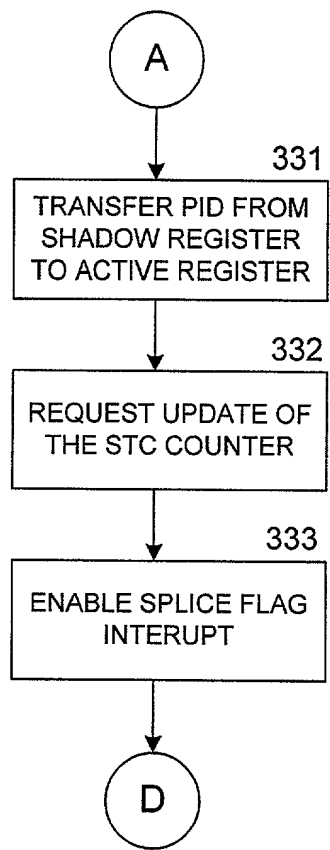 A
331
TRANSFER PID FROM
SHADOW REGISTER
TO ACTIVE REGISTER
332
REQUEST UPDATE OF
THE STC COUNTER
333
ENABLE SPLICE FLAG
INTERUPT
D